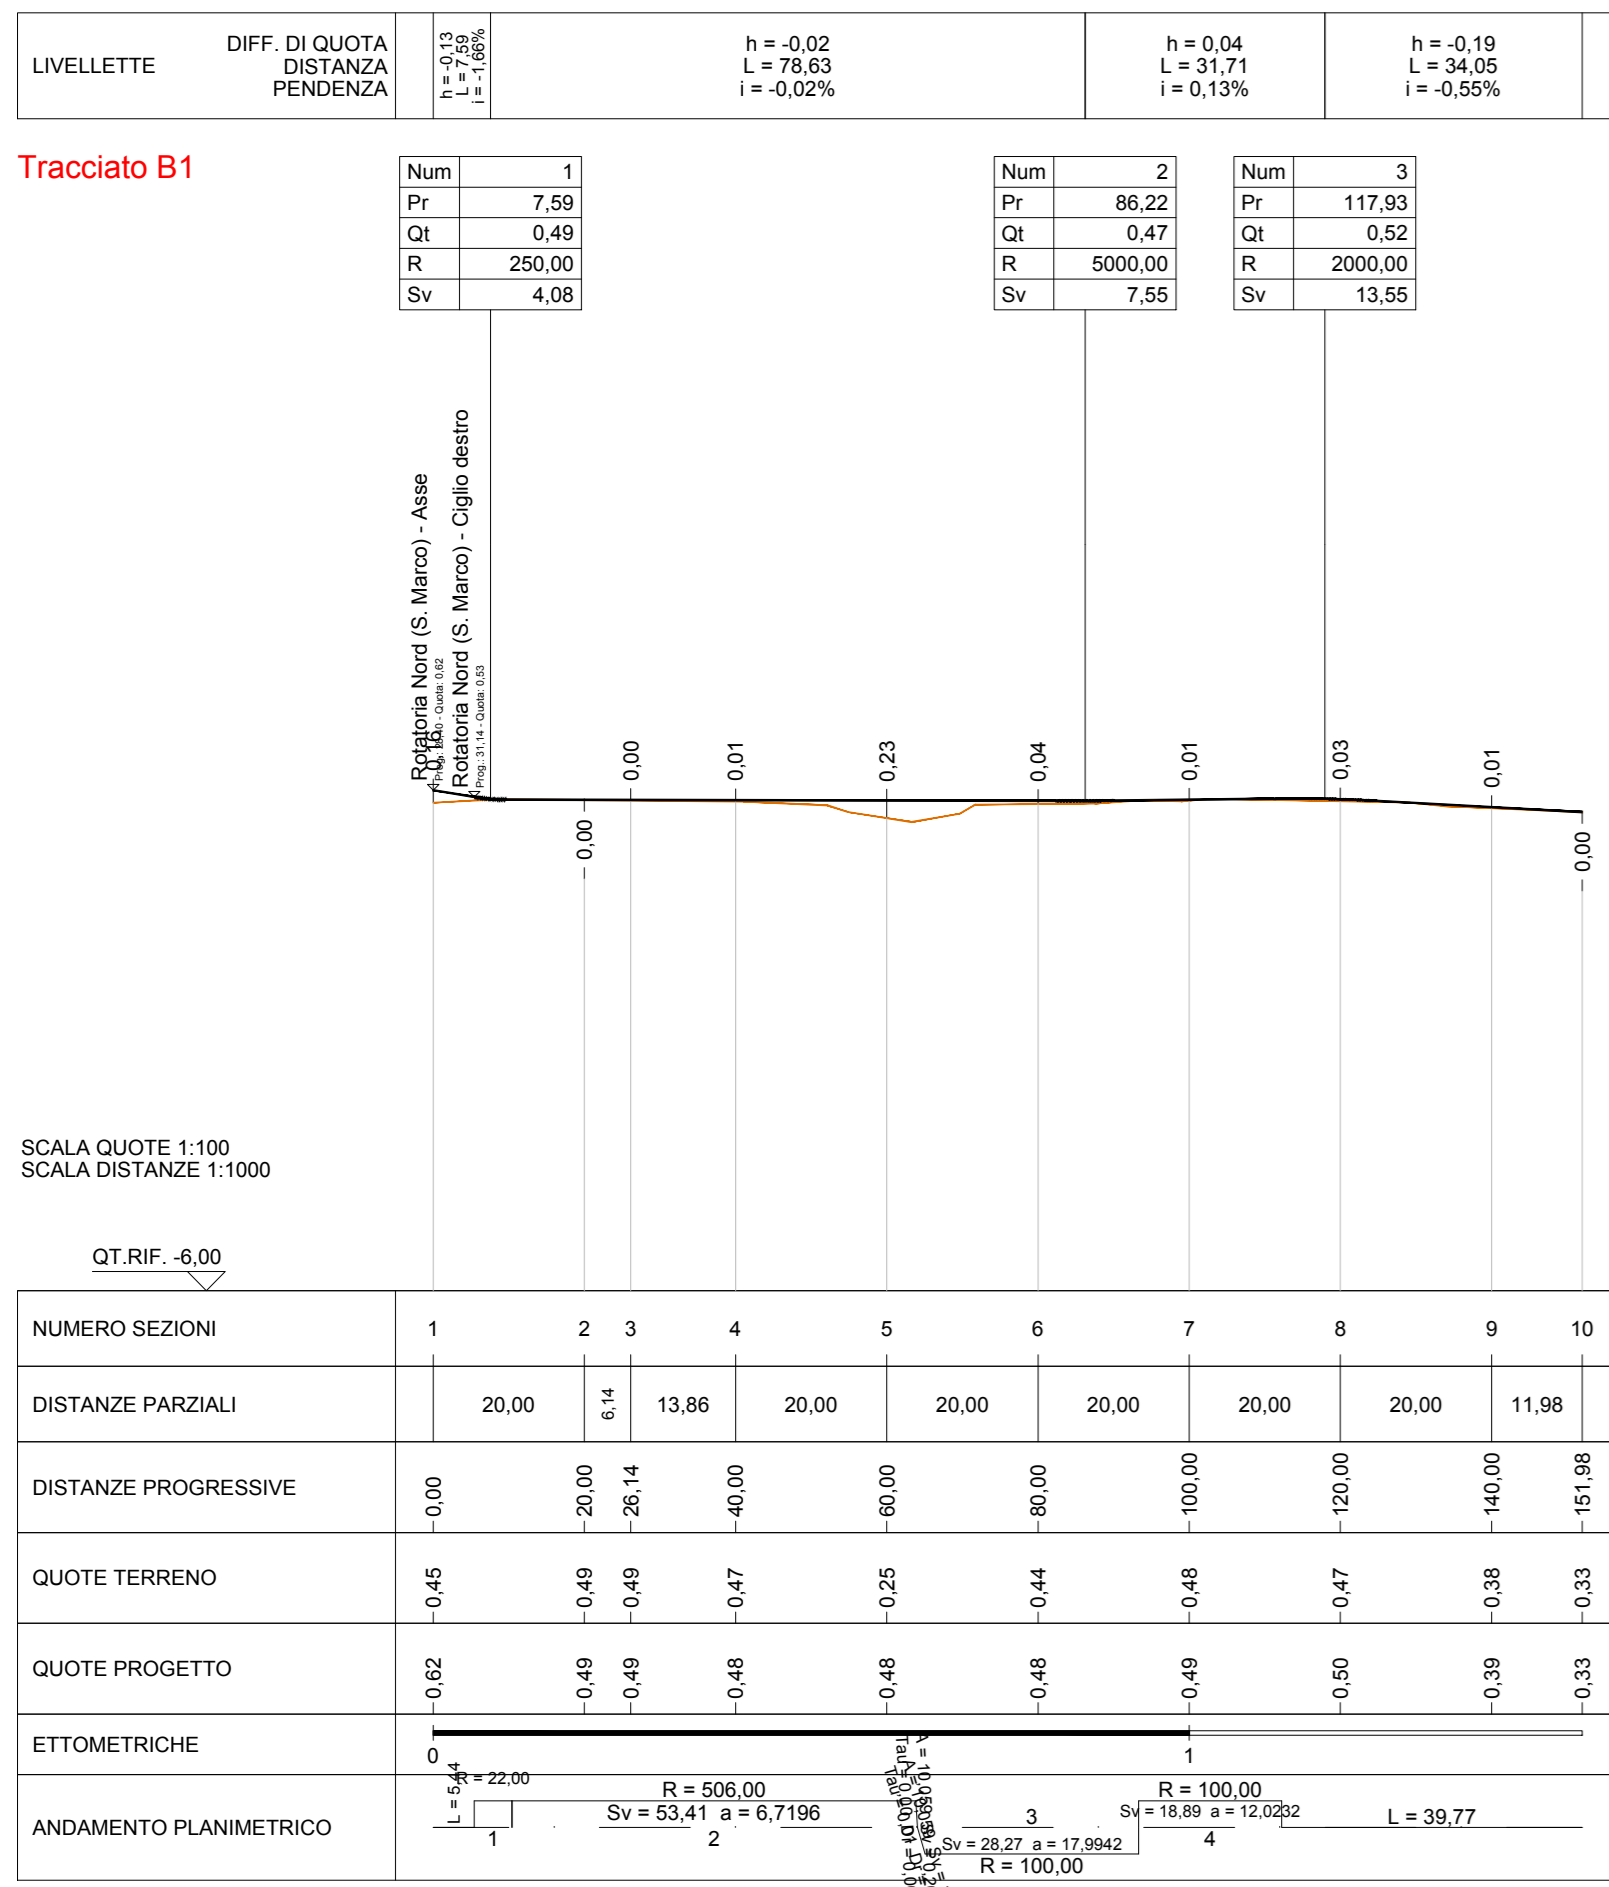 LIVELLETTE
DIFF. DI QUOTA
DISTANZA
PENDENZA
h = -0,13
L = 7,59
i = -1,66%
h = -0,02
L = 78,63
i = -0,02%
h = 0,04
L = 31,71
i = 0,13%
h = -0,19
L = 34,05
i = -0,55%
Tracciato B1
Num 1
Pr 7,59
Qt 0,49
R 250,00
Sv 4,08
Num 2
Pr 86,22
Qt 0,47
R 5000,00
Sv 7,55
Num 3
Pr 117,93
Qt 0,52
R 2000,00
Sv 13,55
Rotatoria Nord (S. Marco) - Asse
Quota: 0,62
Rotatoria Nord (S. Marco) - Ciglio destro
Prog.: 31,14 - Quota: 0,53
0,16 0,00 0,01 0,23 0,04 0,01 0,03 0,01
0,00 0,00
SCALA QUOTE 1:100
SCALA DISTANZE 1:1000
QT.RIF. -6,00
NUMERO SEZIONI 1 2 3 4 5 6 7 8 9 10
DISTANZE PARZIALI 20,00 6,14 13,86 20,00 20,00 20,00 20,00 20,00 11,98
DISTANZE PROGRESSIVE 0,00 20,00 26,14 40,00 60,00 80,00 100,00 120,00 140,00 151,98
QUOTE TERRENO 0,45 0,49 0,49 0,47 0,25 0,44 0,48 0,47 0,38 0,33
QUOTE PROGETTO 0,62 0,49 0,49 0,48 0,48 0,48 0,49 0,50 0,39 0,33
ETTOMETRICHE 0 1
ANDAMENTO PLANIMETRICO
L = 5,44
R = 22,00
1
R = 506,00
Sv = 53,41 a = 6,7196
2
3
Sv = 28,27 a = 17,9942
R = 100,00
R = 100,00
Sv = 18,89 a = 12,0232
4
L = 39,77